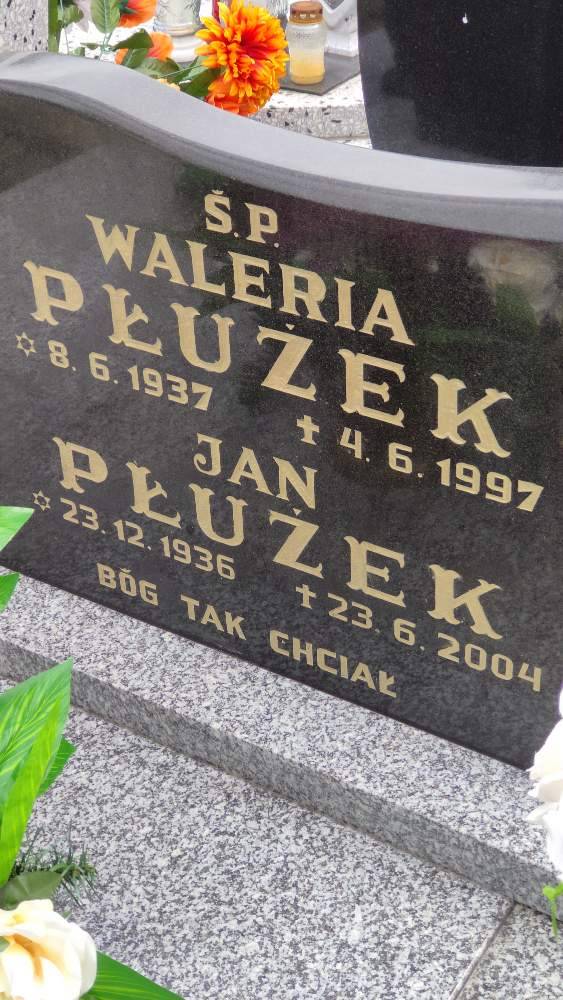 Ś.P.
WALERIA
PŁUŻEK
✡ 8. 6. 1937 ✝ 4. 6. 1997
JAN
PŁUŻEK
✡ 23. 12. 1936 ✝ 23. 6. 2004
BÓG TAK CHCIAŁ